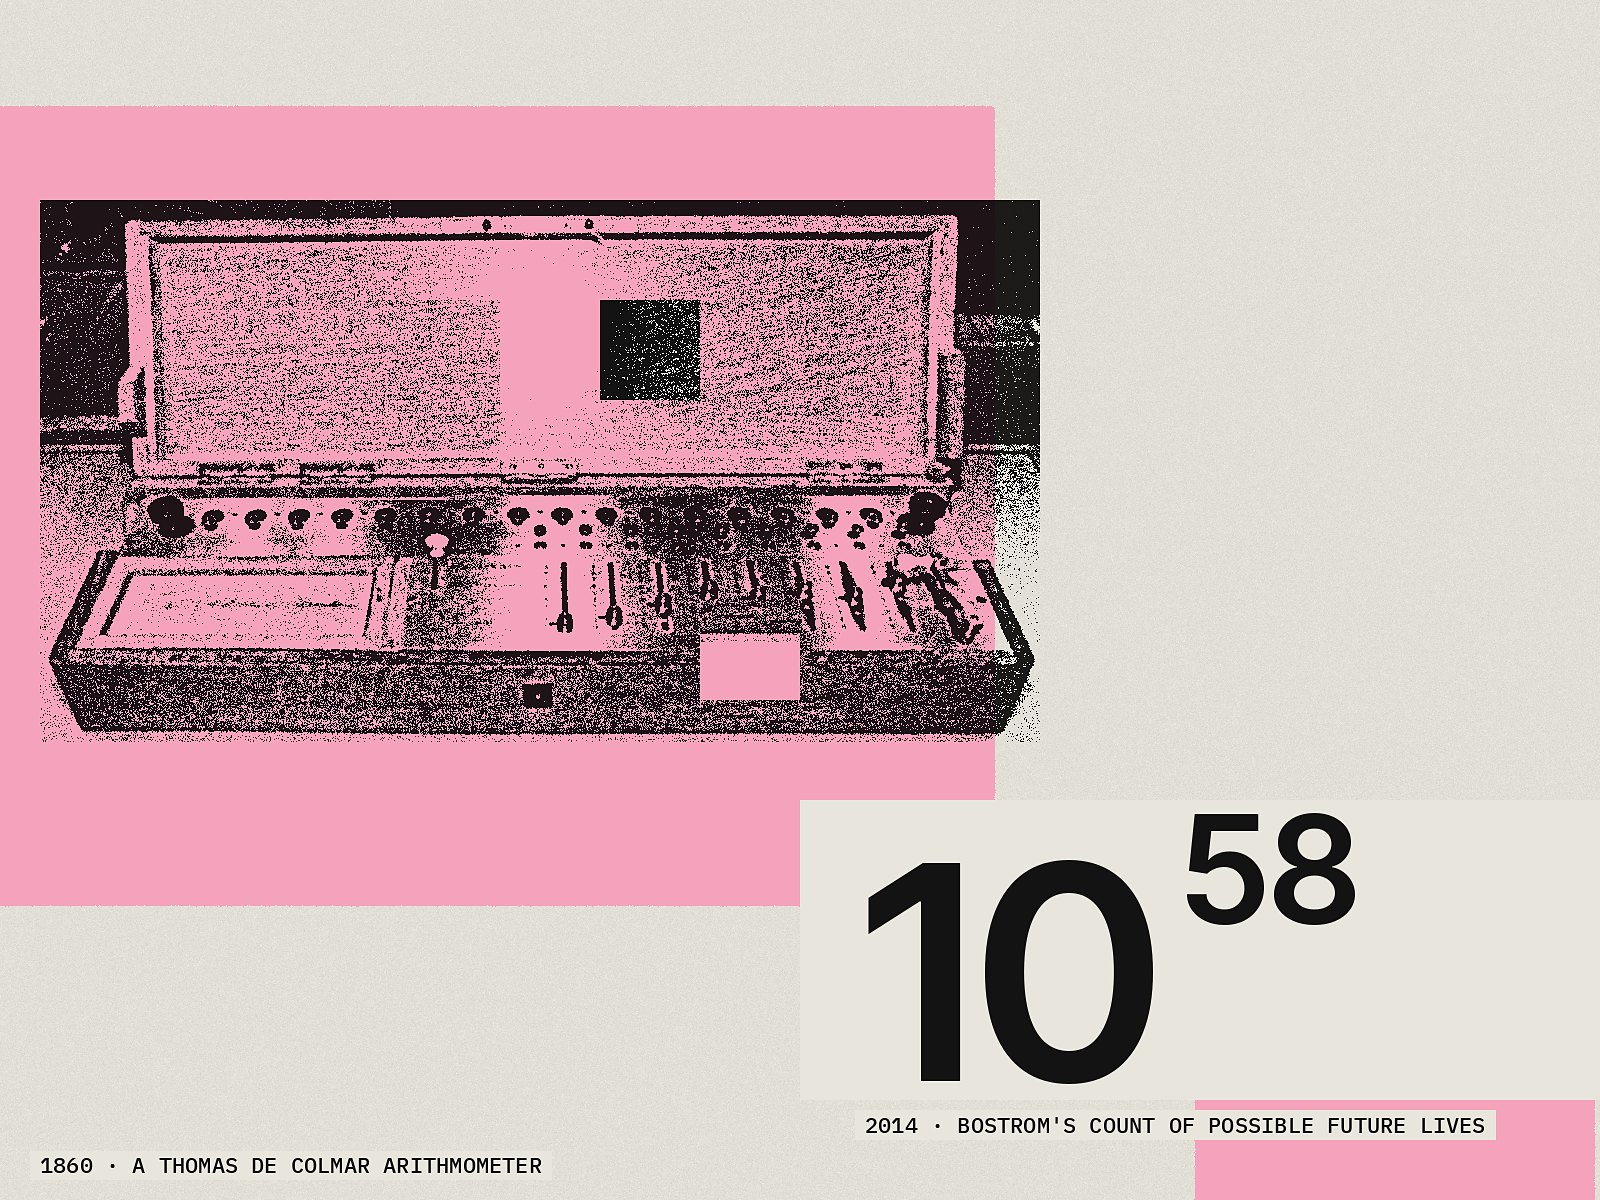 10⁵⁸
2014 · BOSTROM'S COUNT OF POSSIBLE FUTURE LIVES
1860 · A THOMAS DE COLMAR ARITHMOMETER